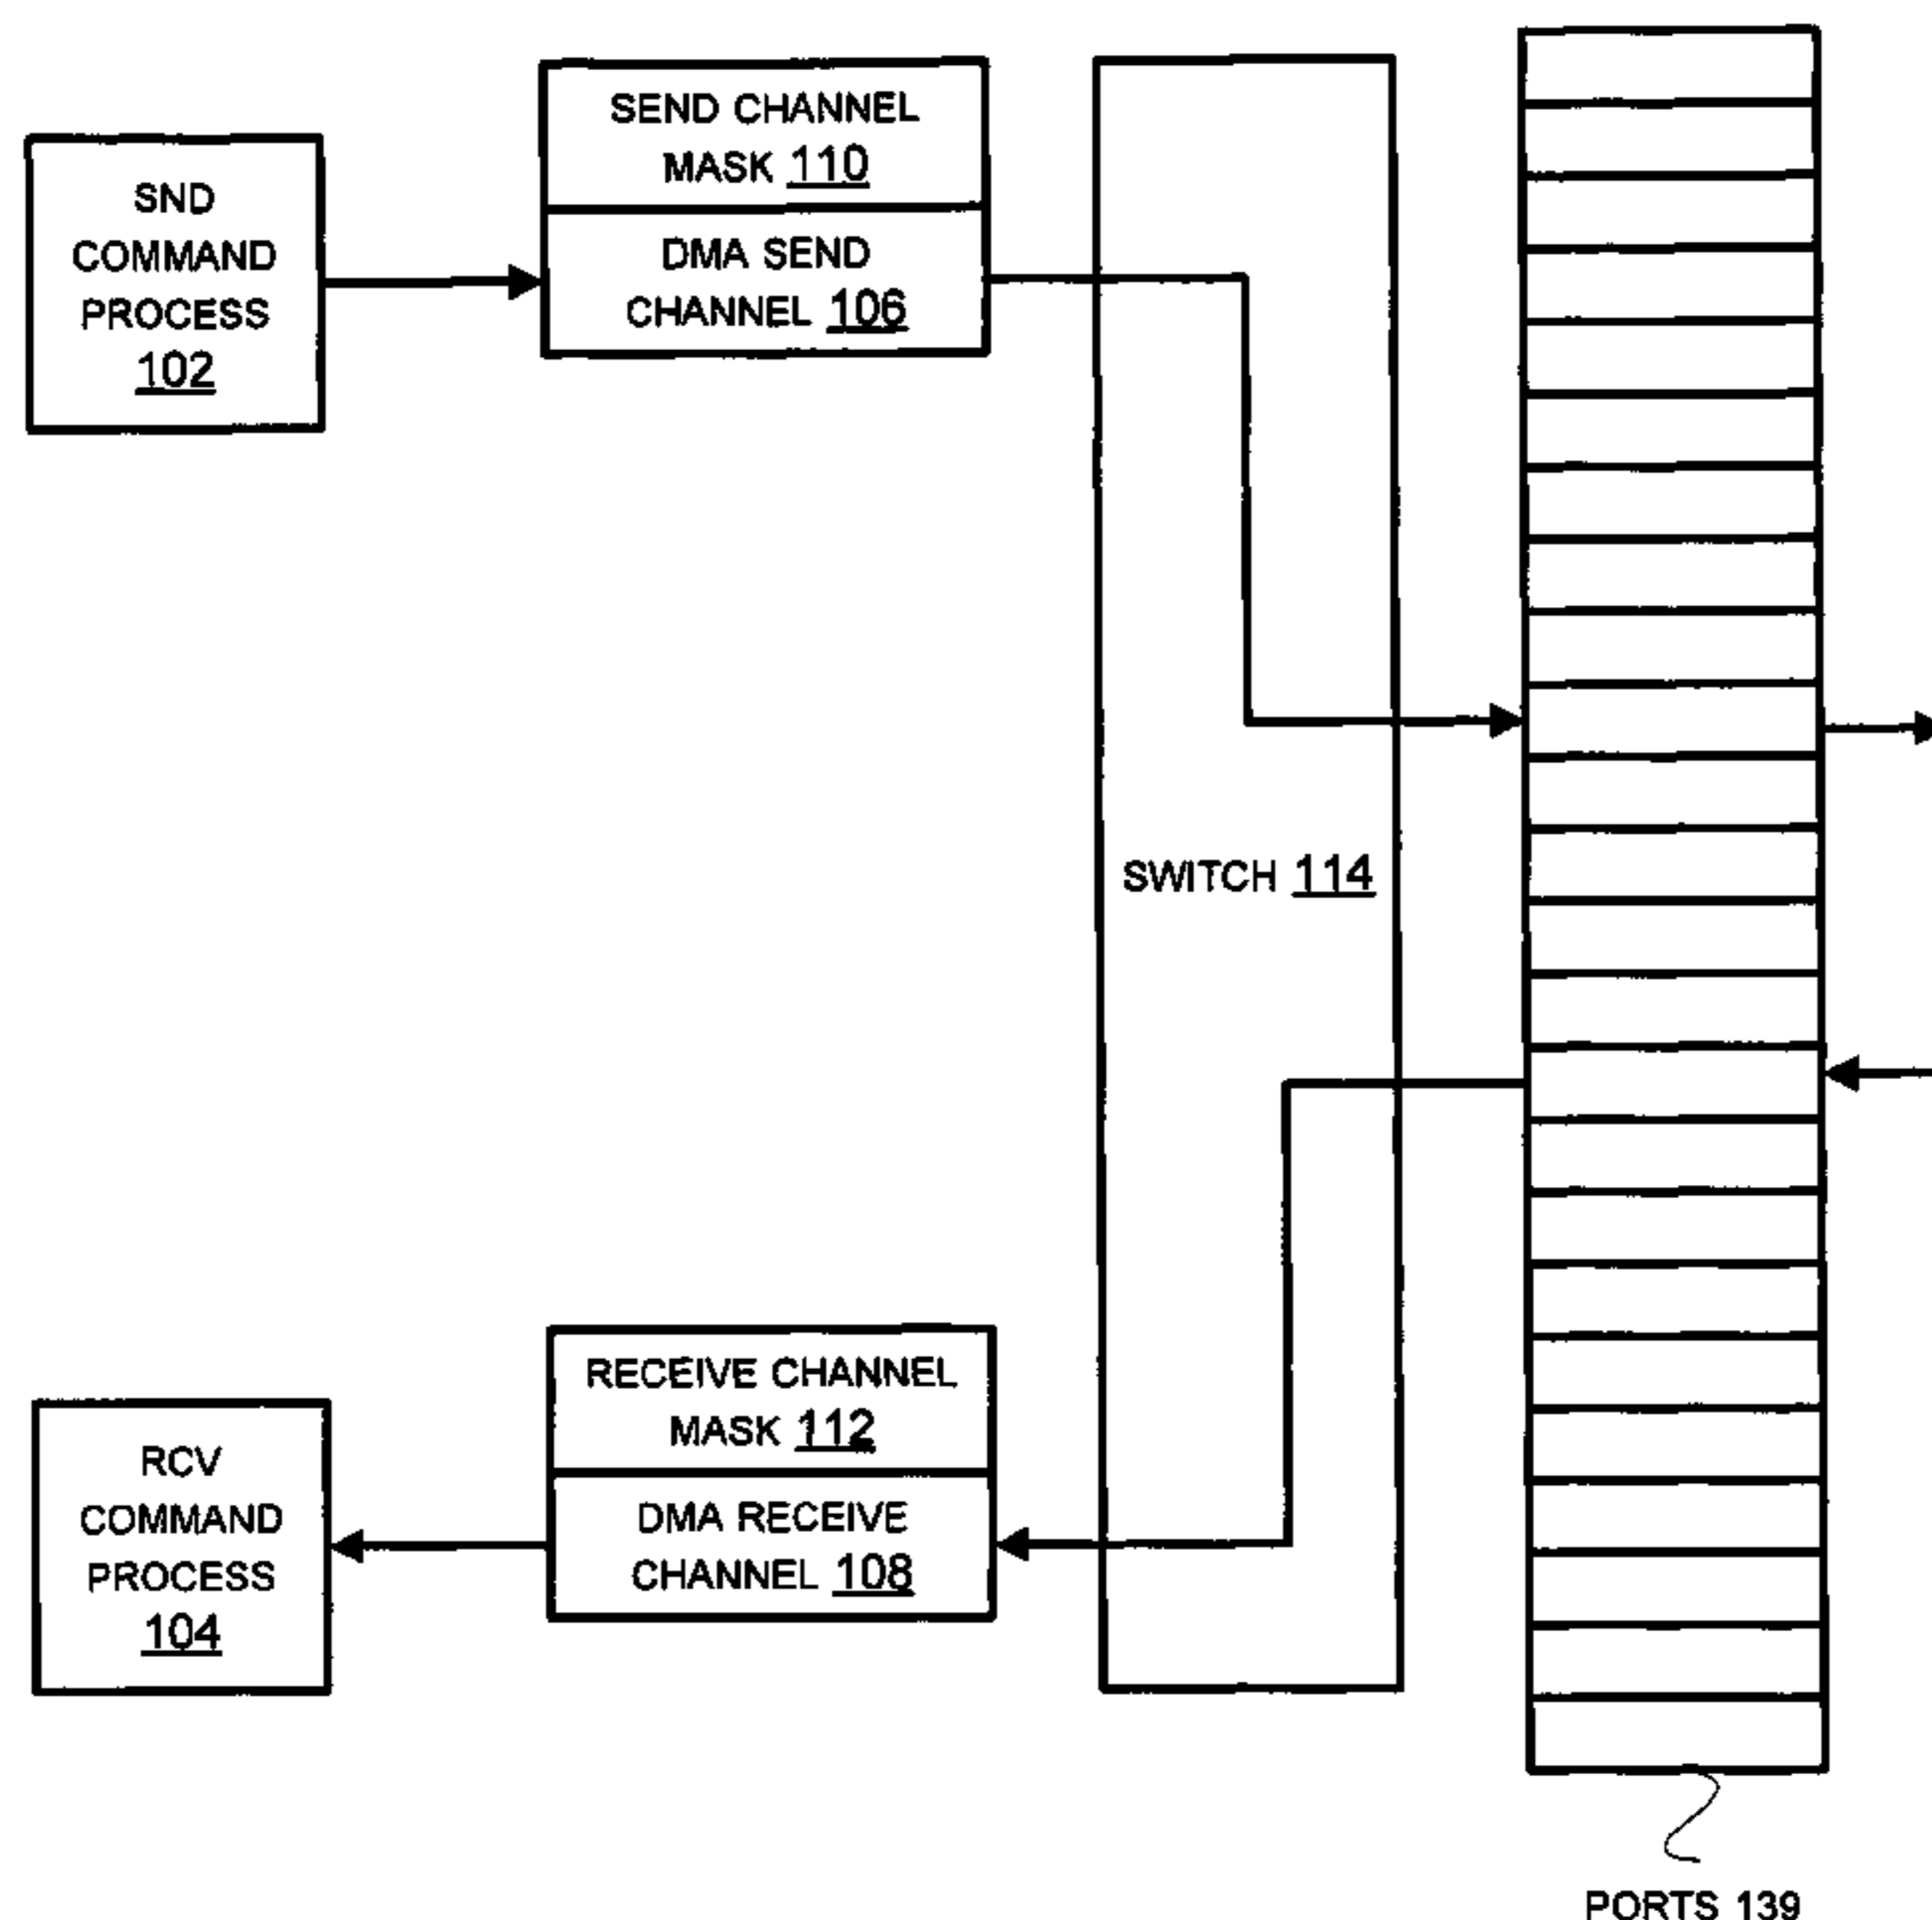 SEND CHANNEL
MASK 110
SND
COMMAND
PROCESS
102
DMA SEND
CHANNEL 106
SWITCH 114
RECEIVE CHANNEL
MASK 112
RCV
COMMAND
PROCESS
104
DMA RECEIVE
CHANNEL 108
PORTS 139